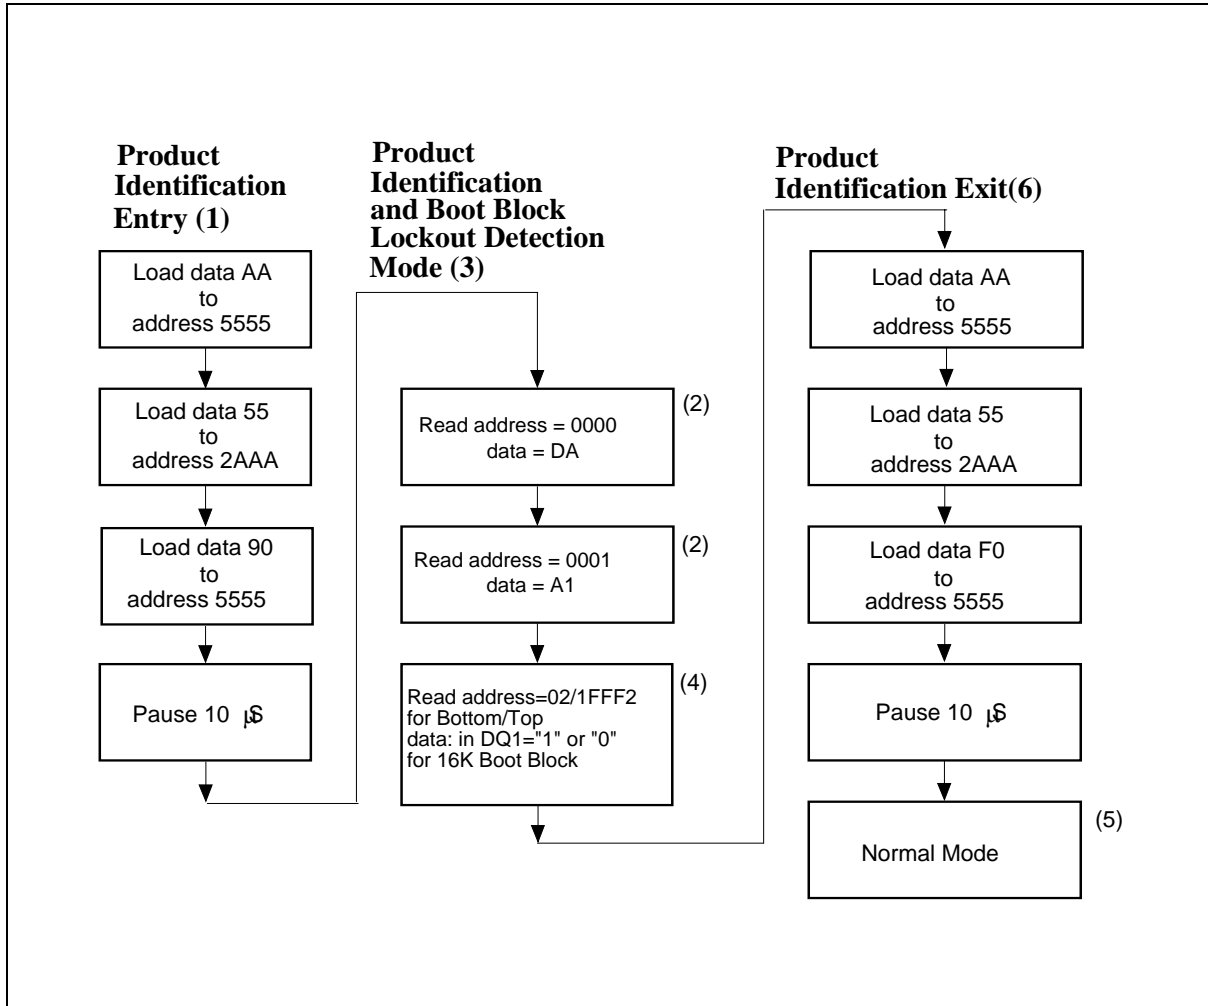 Product
Identification
Entry (1)
Load data AA
to
address 5555
Load data 55
to
address 2AAA
Load data 90
to
address 5555
Pause 10 µS
Product
Identification
and Boot Block
Lockout Detection
Mode (3)
Read address = 0000
data = DA
(2)
Read address = 0001
data = A1
(2)
Read address=02/1FFF2
for Bottom/Top
data: in DQ1="1" or "0"
for 16K Boot Block
(4)
Product
Identification Exit(6)
Load data AA
to
address 5555
Load data 55
to
address 2AAA
Load data F0
to
address 5555
Pause 10 µS
Normal Mode
(5)